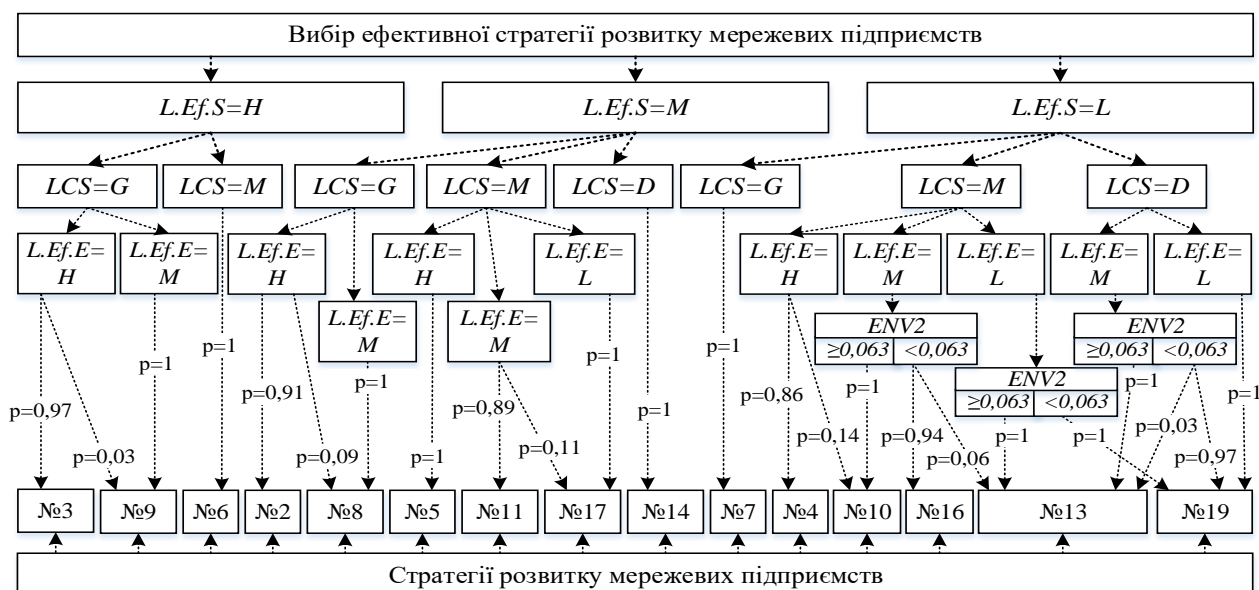 Вибір ефективної стратегії розвитку мережевих підприємств
L.Ef.S=H
L.Ef.S=M
L.Ef.S=L
LCS=G
LCS=M
LCS=G
LCS=M
LCS=D
LCS=G
LCS=M
LCS=D
L.Ef.E=
H
L.Ef.E=
M
L.Ef.E=
H
L.Ef.E=
M
L.Ef.E=
H
L.Ef.E=
M
L.Ef.E=
L
L.Ef.E=
H
L.Ef.E=
M
L.Ef.E=
L
L.Ef.E=
M
L.Ef.E=
L
ENV2
≥0,063
<0,063
ENV2
≥0,063
<0,063
ENV2
≥0,063
<0,063
p=0,97
p=0,03
p=1
p=1
p=0,91
p=0,09
p=1
p=1
p=0,89
p=0,11
p=1
p=1
p=1
p=0,86
p=0,14
p=1
p=0,94
p=0,06
p=1
p=1
p=1
p=0,03
p=0,97
p=1
№3
№9
№6
№2
№8
№5
№11
№17
№14
№7
№4
№10
№16
№13
№19
Стратегії розвитку мережевих підприємств